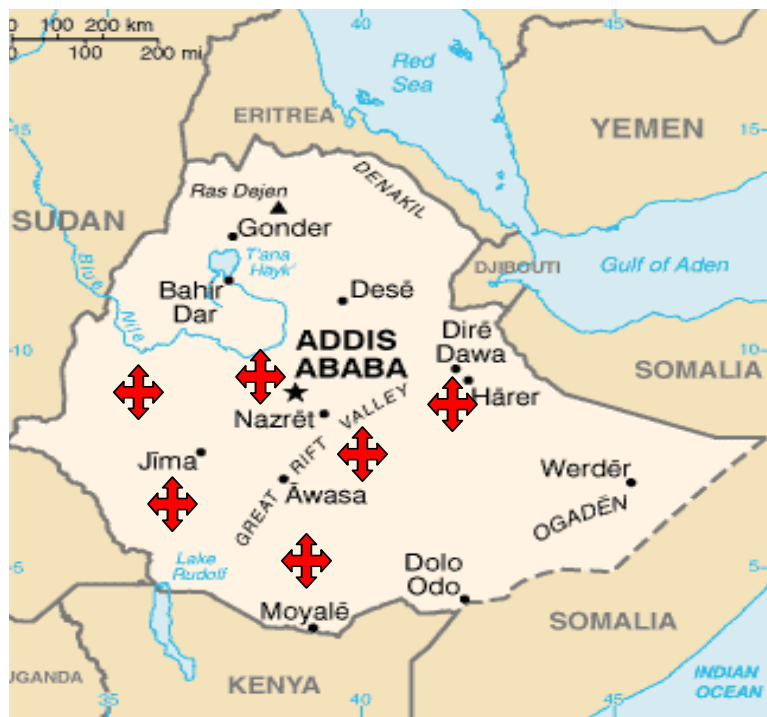 0 100 200 km
0 100 200 mi
40
45
Red
Sea
ERITREA
YEMEN
15
15
DENAKIL
Ras Dejen
SUDAN
Gonder
T'ana
Hayk'
DJIBOUTI
Gulf of Aden
Blue
Nile
Bahir
Dar
Desē
Dirē
Dawa
ADDIS
ABABA
10
10
SOMALIA
Hārer
Nazrēt
GREAT RIFT VALLEY
Jīma
Āwasa
Werdēr
OGADĒN
Lake
Rudolf
5
5
Dolo
Odo
Moyalē
SOMALIA
UGANDA
KENYA
INDIAN
OCEAN
35
40
45